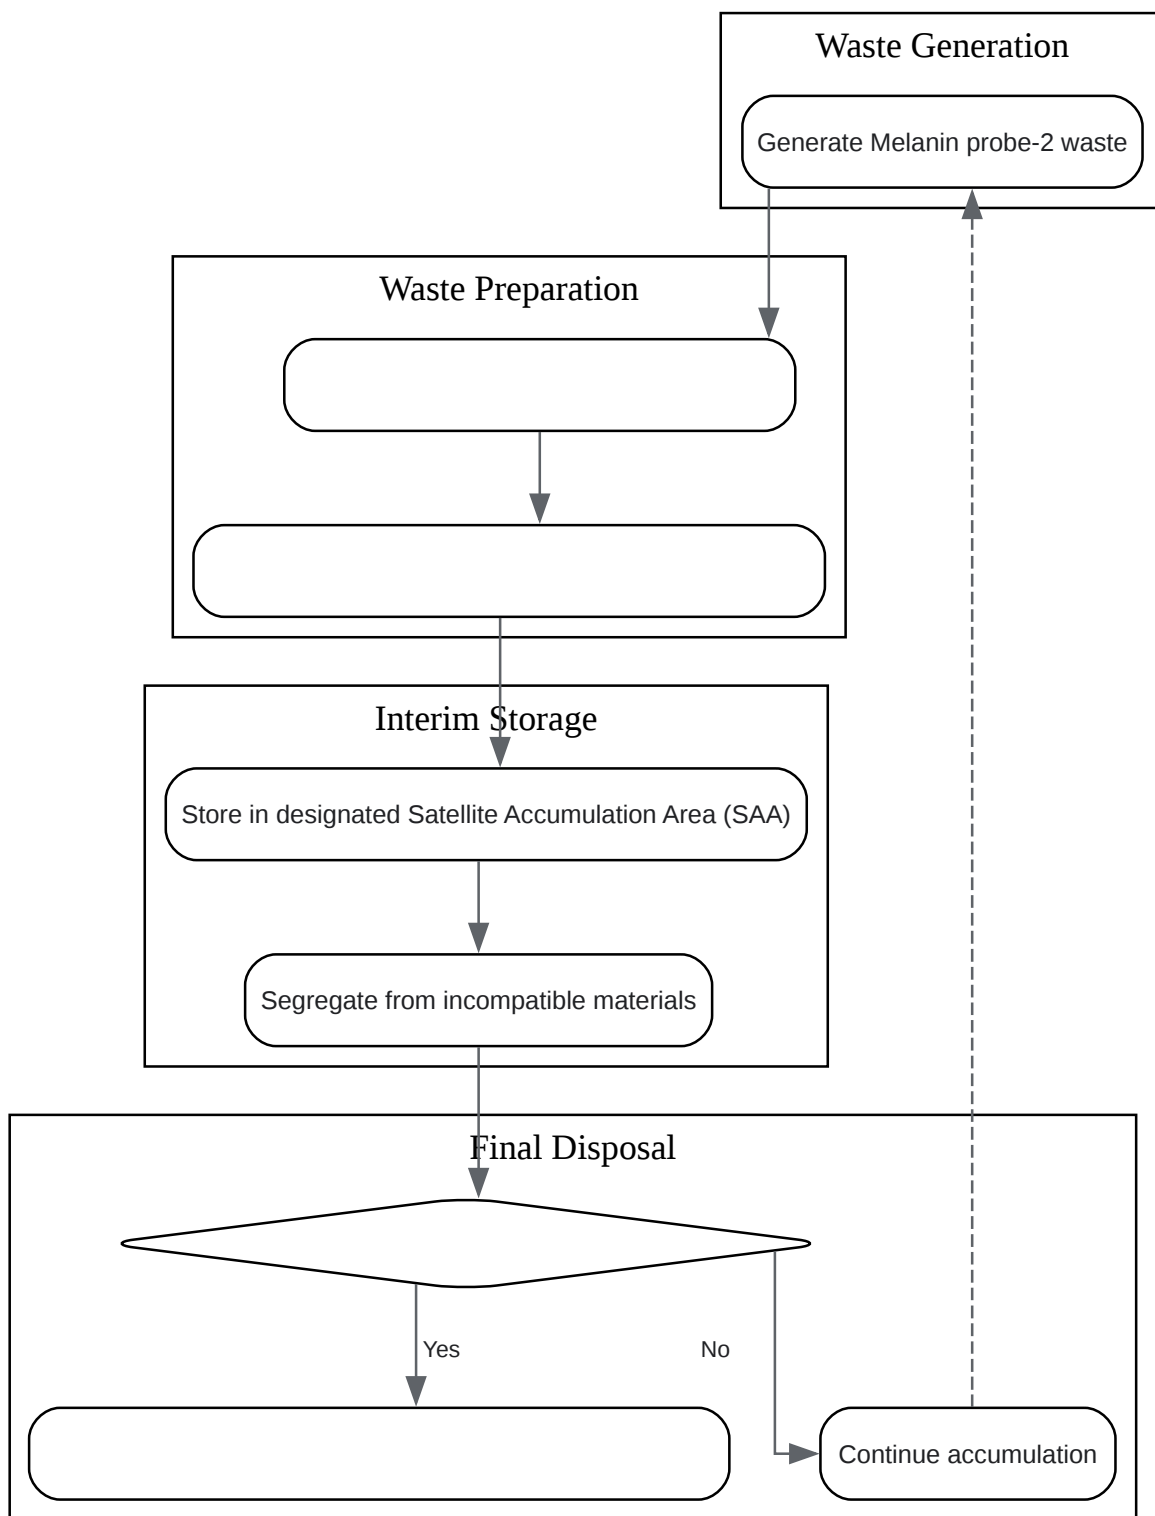 Waste Generation
Generate Melanin probe-2 waste
Waste Preparation
Interim Storage
Store in designated Satellite Accumulation Area (SAA)
Segregate from incompatible materials
Final Disposal
Yes
No
Continue accumulation